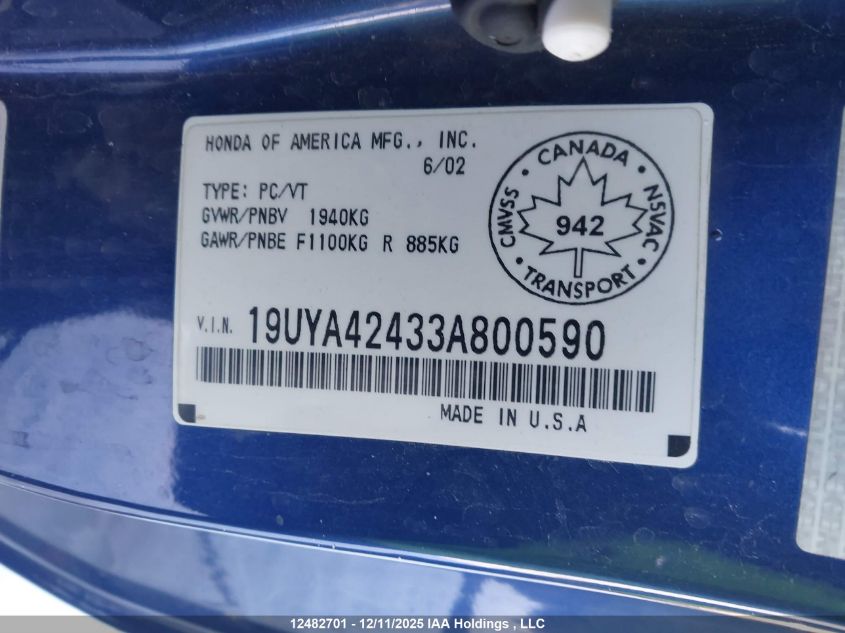 HONDA OF AMERICA MFG., INC.
6/02
TYPE: PC/VT
GVWR/PNBV 1940KG
GAWR/PNBE F1100KG R 885KG
CANADA
CMVSS
NSVAC
942
TRANSPORT
V.I.N. 19UYA42433A800590
MADE IN U.S.A
12482701 - 12/11/2025 IAA Holdings , LLC